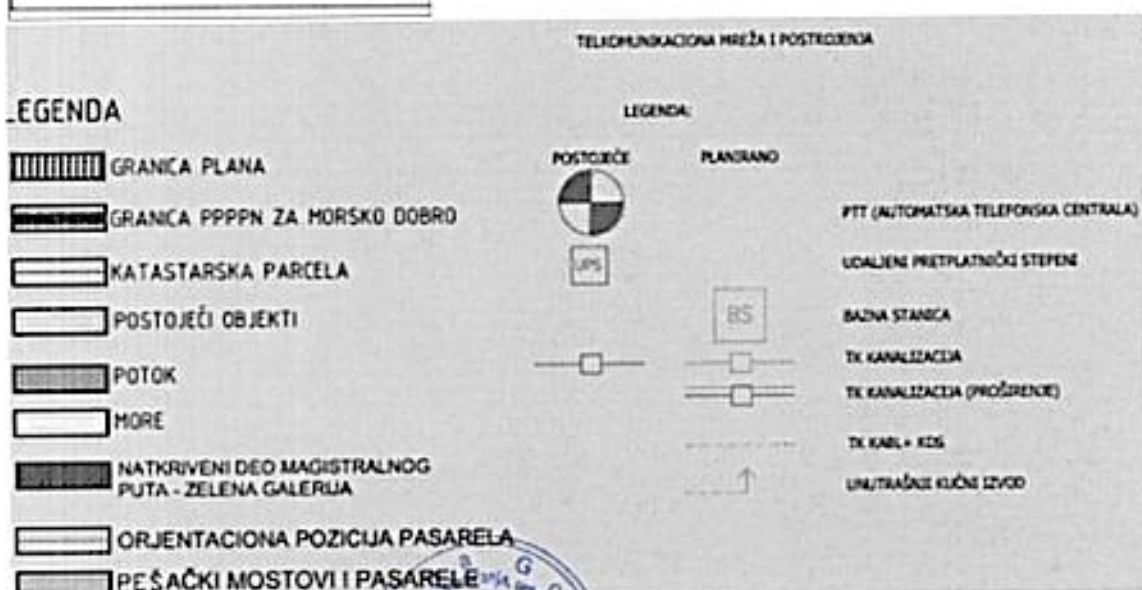 TELKOMUNIKACIONA MREŽA I POSTROJENJA
LEGENDA
GRANICA PLANA
GRANICA PPPPN ZA MORSKO DOBRO
KATASTARSKA PARCELA
POSTOJEĆI OBJEKTI
POTOK
MORE
NATKRIVENI DEO MAGISTRALNOG
PUTA - ZELENA GALERIJA
ORJENTACIONA POZICIJA PASARELA
PEŠAČKI MOSTOVI I PASARELE
LEGENDA:
POSTOJEĆE PLANIRANO
PTT (AUTOMATSKA TELEFONSKA CENTRALA)
UPS UDALJENI PRETPLATNIČKI STEPENI
BS BAZNA STANICA
TK KANALIZACIJA
TK KANALIZACIJA (PROŠIRENJE)
TK KABL+ KDS
UNUTRAŠNJI KUĆNI IZVOD